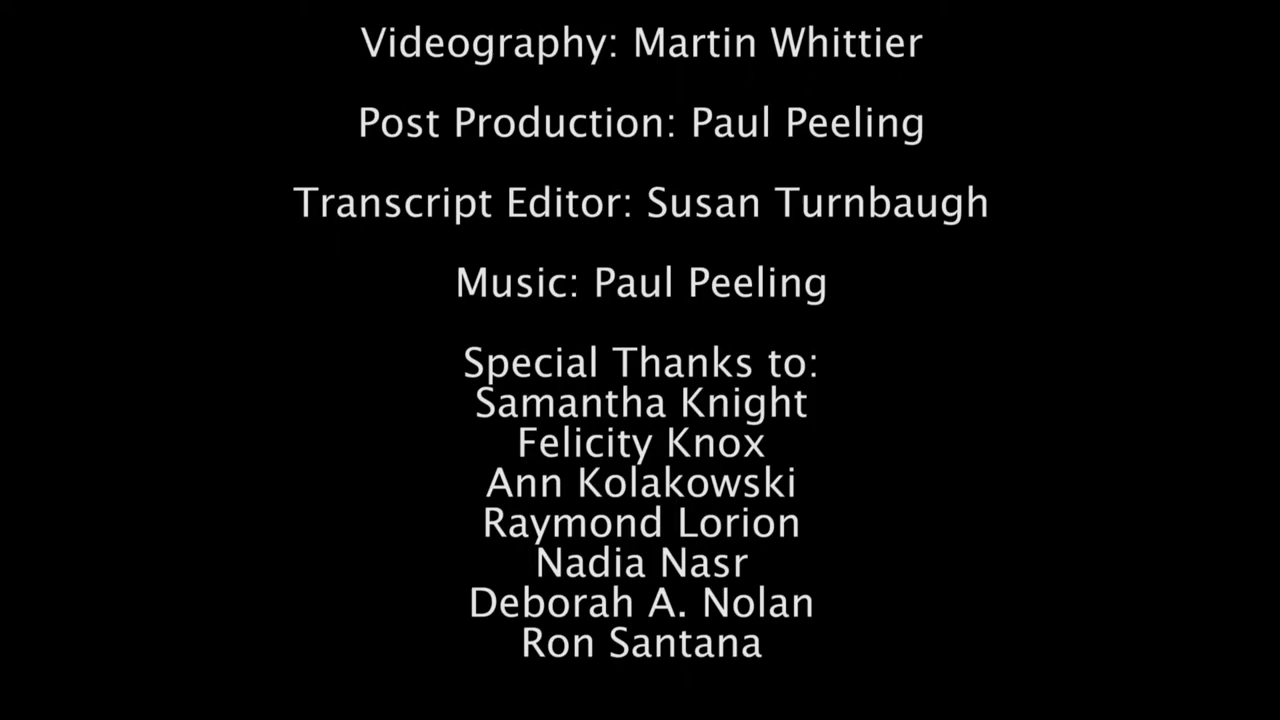 Videography: Martin Whittier
Post Production: Paul Peeling
Transcript Editor: Susan Turnbaugh
Music: Paul Peeling
Special Thanks to:
Samantha Knight
Felicity Knox
Ann Kolakowski
Raymond Lorion
Nadia Nasr
Deborah A. Nolan
Ron Santana